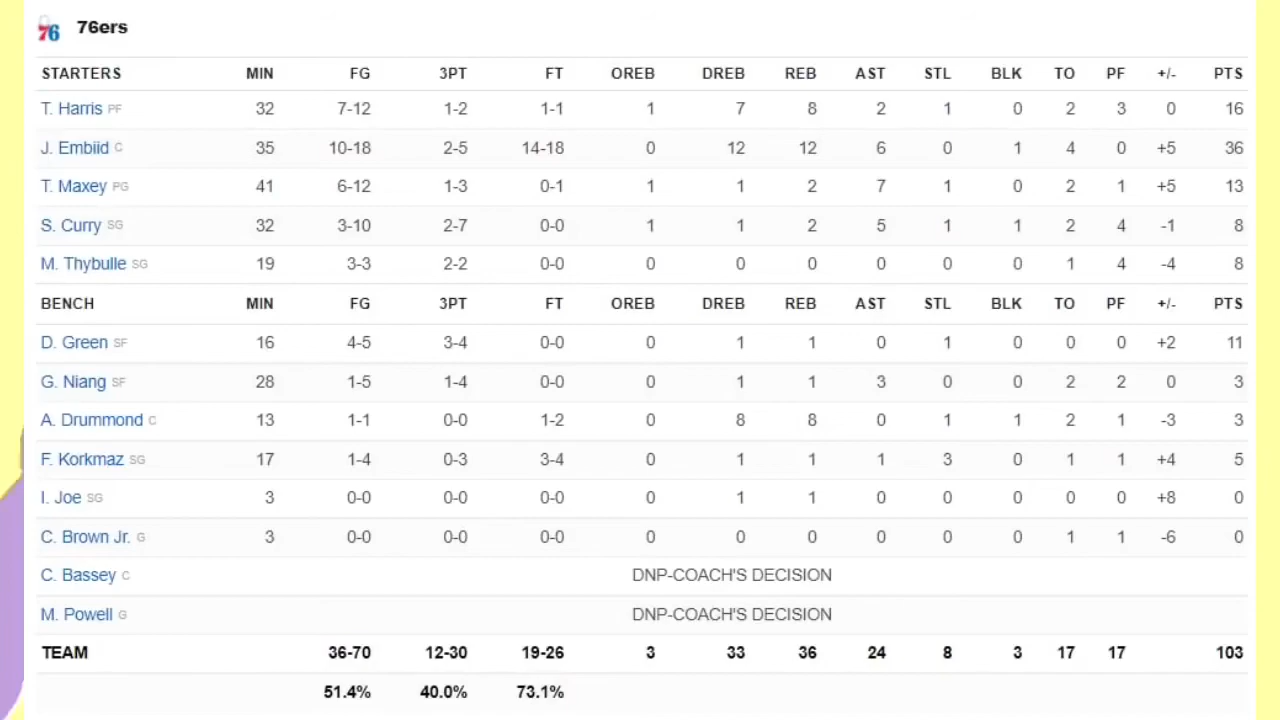 76 76ers
STARTERS MIN FG 3PT FT OREB DREB REB AST STL BLK TO PF +/- PTS
T. Harris PF 32 7-12 1-2 1-1 1 7 8 2 1 0 2 3 0 16
J. Embiid C 35 10-18 2-5 14-18 0 12 12 6 0 1 4 0 +5 36
T. Maxey PG 41 6-12 1-3 0-1 1 1 2 7 1 0 2 1 +5 13
S. Curry SG 32 3-10 2-7 0-0 1 1 2 5 1 1 2 4 -1 8
M. Thybulle SG 19 3-3 2-2 0-0 0 0 0 0 0 0 1 4 -4 8
BENCH MIN FG 3PT FT OREB DREB REB AST STL BLK TO PF +/- PTS
D. Green SF 16 4-5 3-4 0-0 0 1 1 0 1 0 0 0 +2 11
G. Niang SF 28 1-5 1-4 0-0 0 1 1 3 0 0 2 2 0 3
A. Drummond C 13 1-1 0-0 1-2 0 8 8 0 1 1 2 1 -3 3
F. Korkmaz SG 17 1-4 0-3 3-4 0 1 1 1 3 0 1 1 +4 5
I. Joe SG 3 0-0 0-0 0-0 0 1 1 0 0 0 0 0 +8 0
C. Brown Jr. G 3 0-0 0-0 0-0 0 0 0 0 0 0 1 1 -6 0
C. Bassey C DNP-COACH'S DECISION
M. Powell G DNP-COACH'S DECISION
TEAM 36-70 12-30 19-26 3 33 36 24 8 3 17 17 103
51.4% 40.0% 73.1%